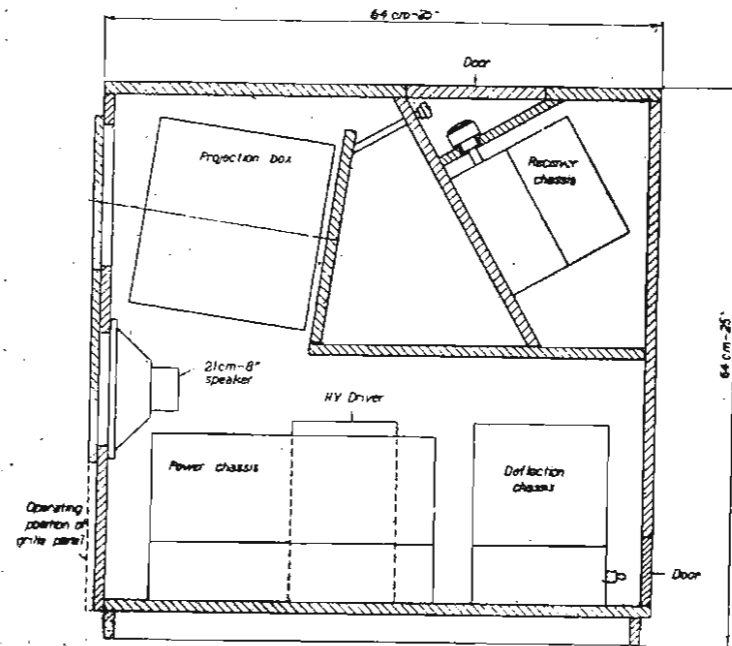 64 cm-25"
Door
Projection box
Receiver
chassis
21cm-8"
speaker
HV Driver
Power chassis
Deflection
chassis
Operating
position of
grille panel
Door
64 cm-25"